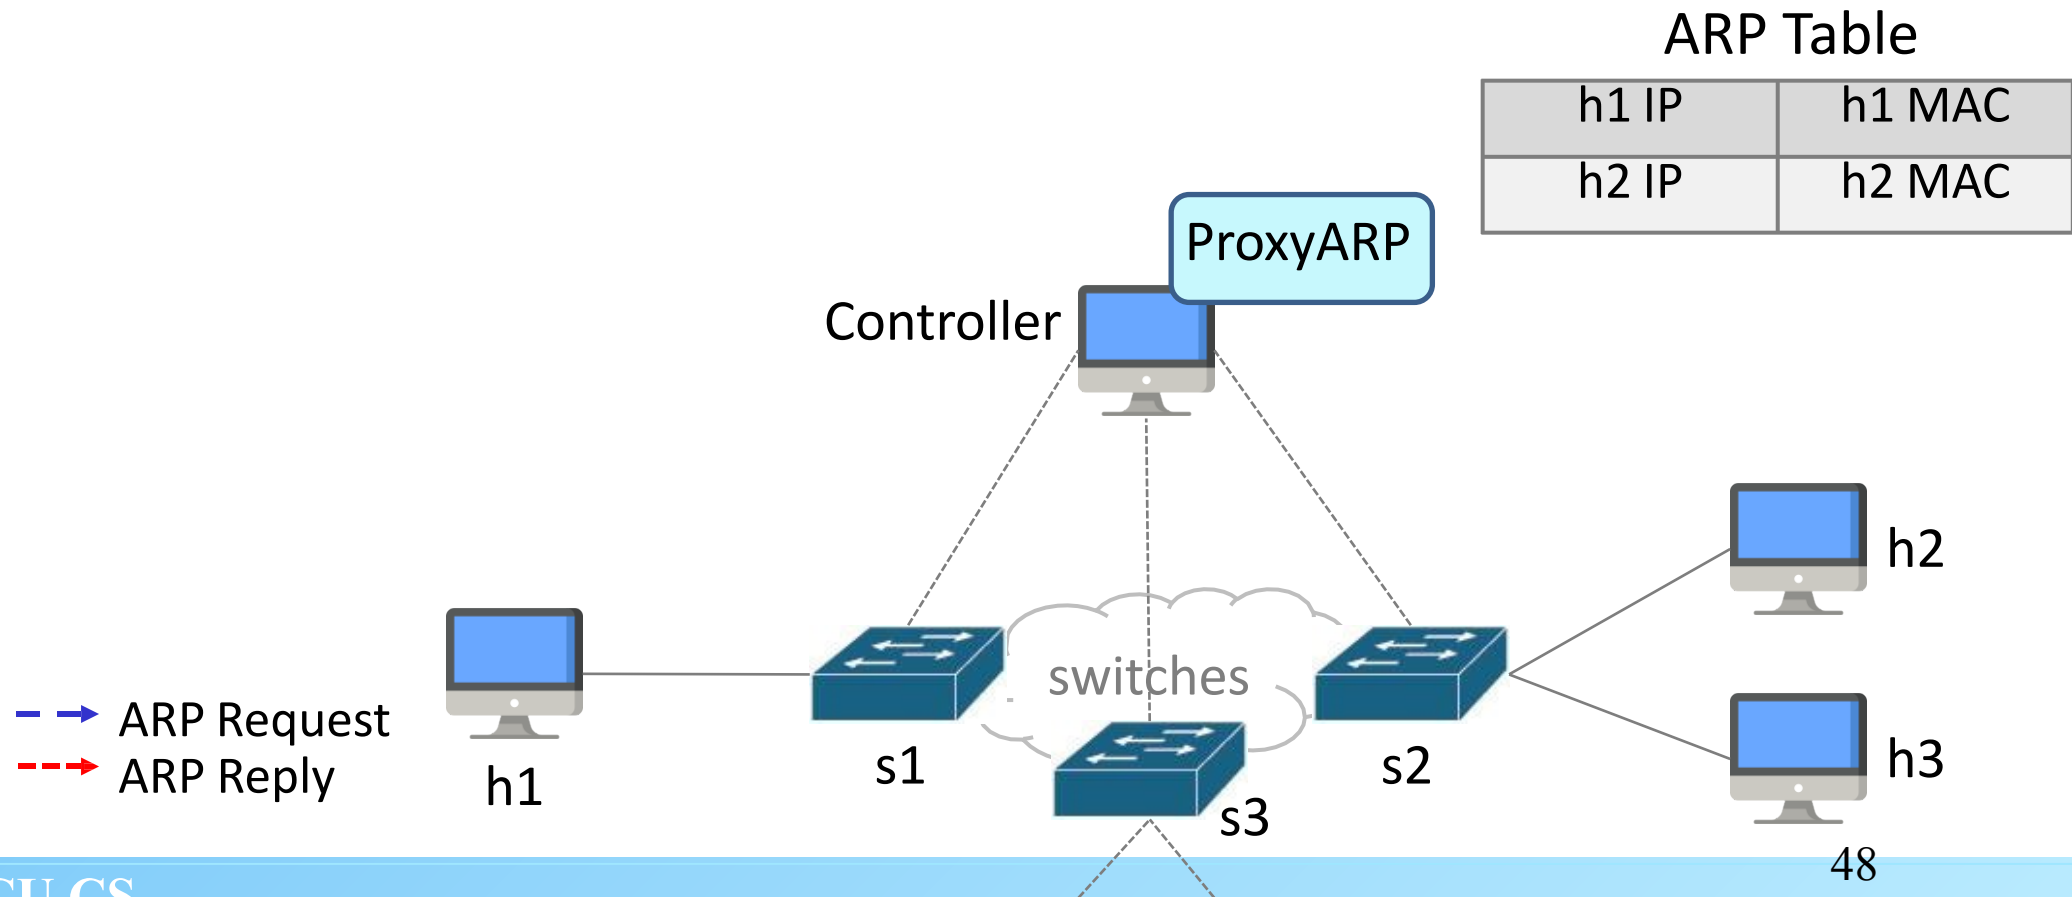 ARP Table
h1 IP h1 MAC
h2 IP h2 MAC
ProxyARP
Controller
h2
switches
ARP Request
ARP Reply
h1
s1
s2
h3
s3
48